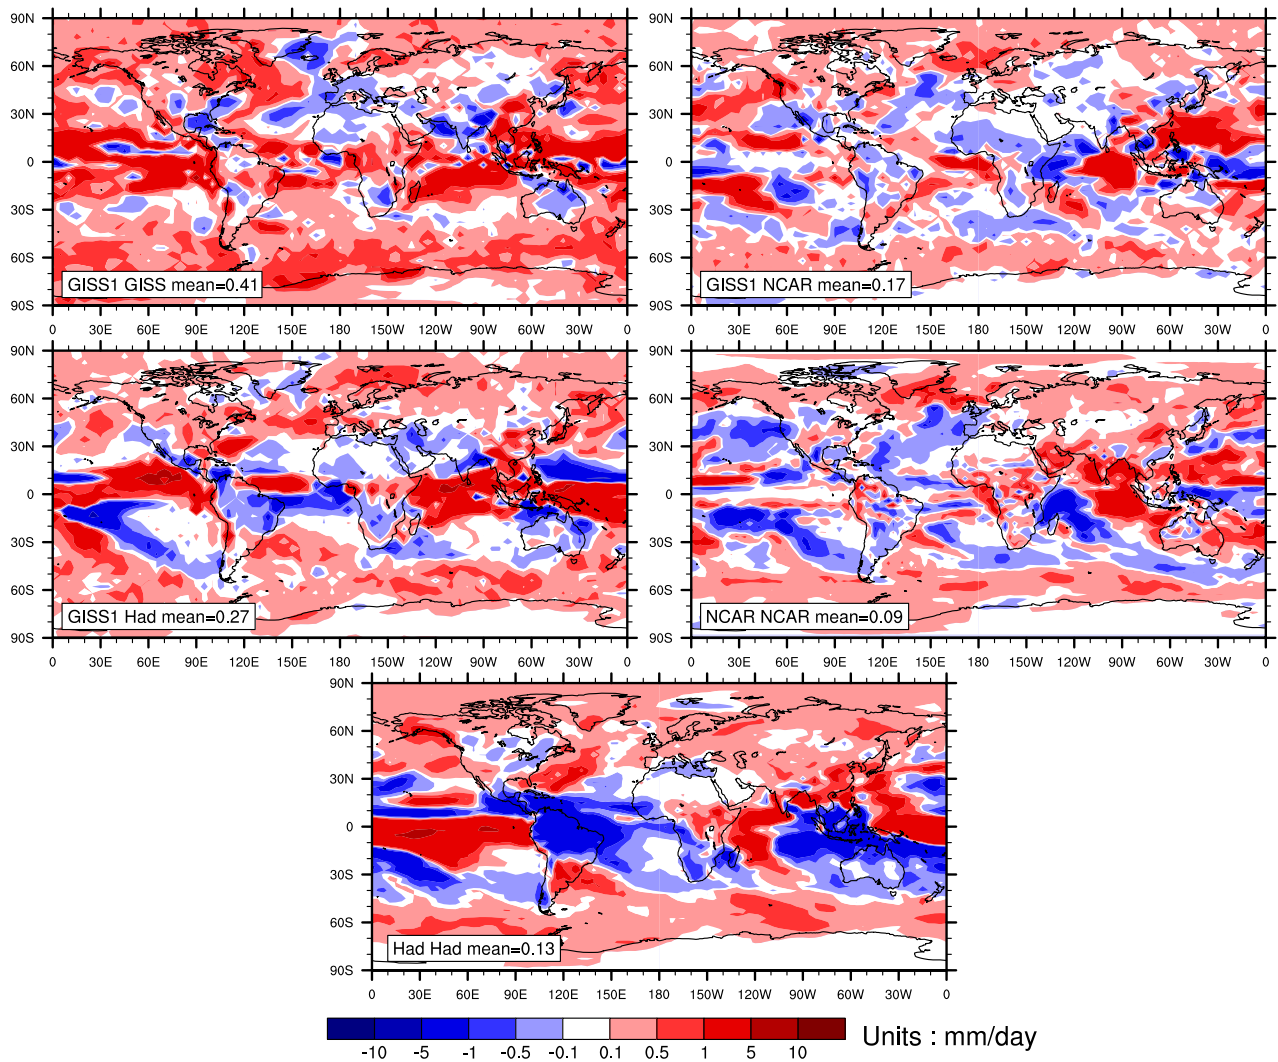 90N
60N
30N
0
30S
60S
90S
GISS1 GISS mean=0.41
0 30E 60E 90E 120E 150E 180 150W 120W 90W 60W 30W 0
90N
60N
30N
0
30S
60S
90S
GISS1 NCAR mean=0.17
0 30E 60E 90E 120E 150E 180 150W 120W 90W 60W 30W 0
90N
60N
30N
0
30S
60S
90S
GISS1 Had mean=0.27
0 30E 60E 90E 120E 150E 180 150W 120W 90W 60W 30W 0
90N
60N
30N
0
30S
60S
90S
NCAR NCAR mean=0.09
0 30E 60E 90E 120E 150E 180 150W 120W 90W 60W 30W 0
90N
60N
30N
0
30S
60S
90S
Had Had mean=0.13
0 30E 60E 90E 120E 150E 180 150W 120W 90W 60W 30W 0
-10 -5 -1 -0.5 -0.1 0.1 0.5 1 5 10
Units : mm/day